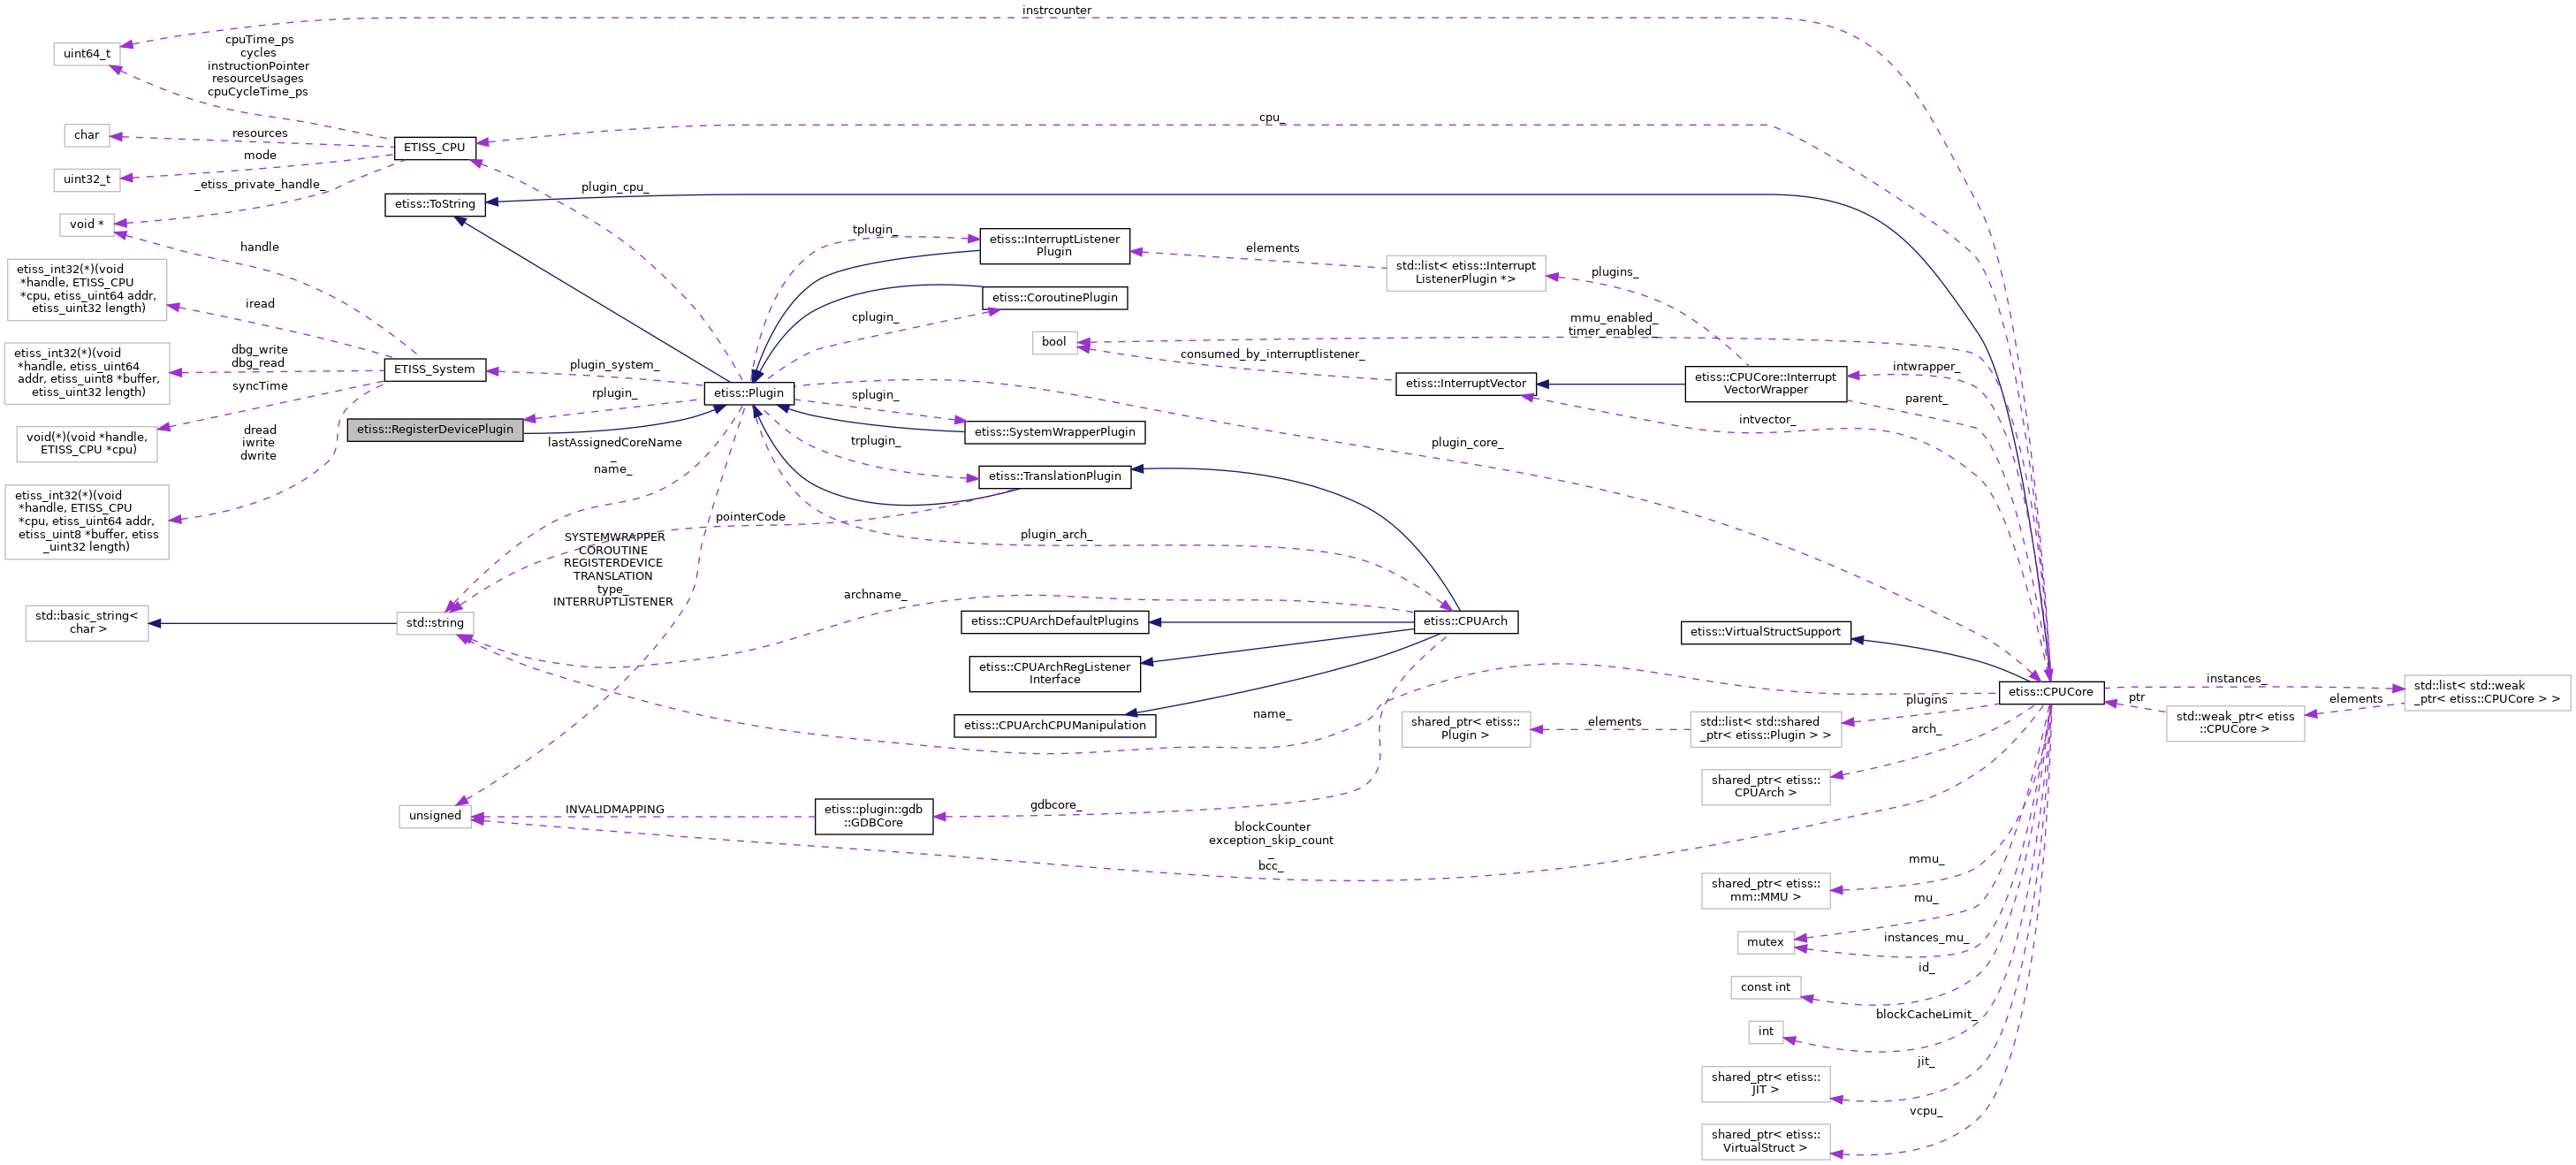 instrcounter
uint64_t
cpuTime_ps
cycles
instructionPointer
resourceUsages
cpuCycleTime_ps
char
resources
ETISS_CPU
cpu_
mode
uint32_t
_etiss_private_handle_
void *
etiss::ToString
plugin_cpu_
handle
etiss_int32(*)(void
*handle, ETISS_CPU
*cpu, etiss_uint64 addr,
etiss_uint32 length)
iread
etiss_int32(*)(void
*handle, etiss_uint64
addr, etiss_uint8 *buffer,
etiss_uint32 length)
dbg_write
dbg_read
syncTime
ETISS_System
void(*)(void *handle,
ETISS_CPU *cpu)
dread
iwrite
dwrite
etiss_int32(*)(void
*handle, ETISS_CPU
*cpu, etiss_uint64 addr,
etiss_uint8 *buffer, etiss
_uint32 length)
etiss::RegisterDevicePlugin
plugin_system_
rplugin_
etiss::Plugin
lastAssignedCoreName
_
name_
pointerCode
SYSTEMWRAPPER
COROUTINE
REGISTERDEVICE
TRANSLATION
type_
INTERRUPTLISTENER
std::basic_string<
char >
std::string
unsigned
tplugin_
etiss::InterruptListener
Plugin
cplugin_
etiss::CoroutinePlugin
splugin_
etiss::SystemWrapperPlugin
trplugin_
etiss::TranslationPlugin
plugin_arch_
archname_
etiss::CPUArchDefaultPlugins
etiss::CPUArchRegListener
Interface
etiss::CPUArchCPUManipulation
INVALIDMAPPING
etiss::plugin::gdb
::GDBCore
gdbcore_
elements
std::list< etiss::Interrupt
ListenerPlugin *>
plugins_
bool
mmu_enabled_
timer_enabled_
consumed_by_interruptlistener_
etiss::InterruptVector
etiss::CPUCore::Interrupt
VectorWrapper
intwrapper_
parent_
intvector_
plugin_core_
etiss::CPUArch
name_
blockCounter
exception_skip_count
_
bcc_
etiss::VirtualStructSupport
etiss::CPUCore
instances_
std::list< std::weak
_ptr< etiss::CPUCore > >
elements
ptr
std::weak_ptr< etiss
::CPUCore >
plugins
std::list< std::shared
_ptr< etiss::Plugin > >
elements
shared_ptr< etiss::
Plugin >
arch_
shared_ptr< etiss::
CPUArch >
mmu_
shared_ptr< etiss::
mm::MMU >
mu_
mutex
instances_mu_
id_
const int
blockCacheLimit_
int
jit_
shared_ptr< etiss::
JIT >
vcpu_
shared_ptr< etiss::
VirtualStruct >